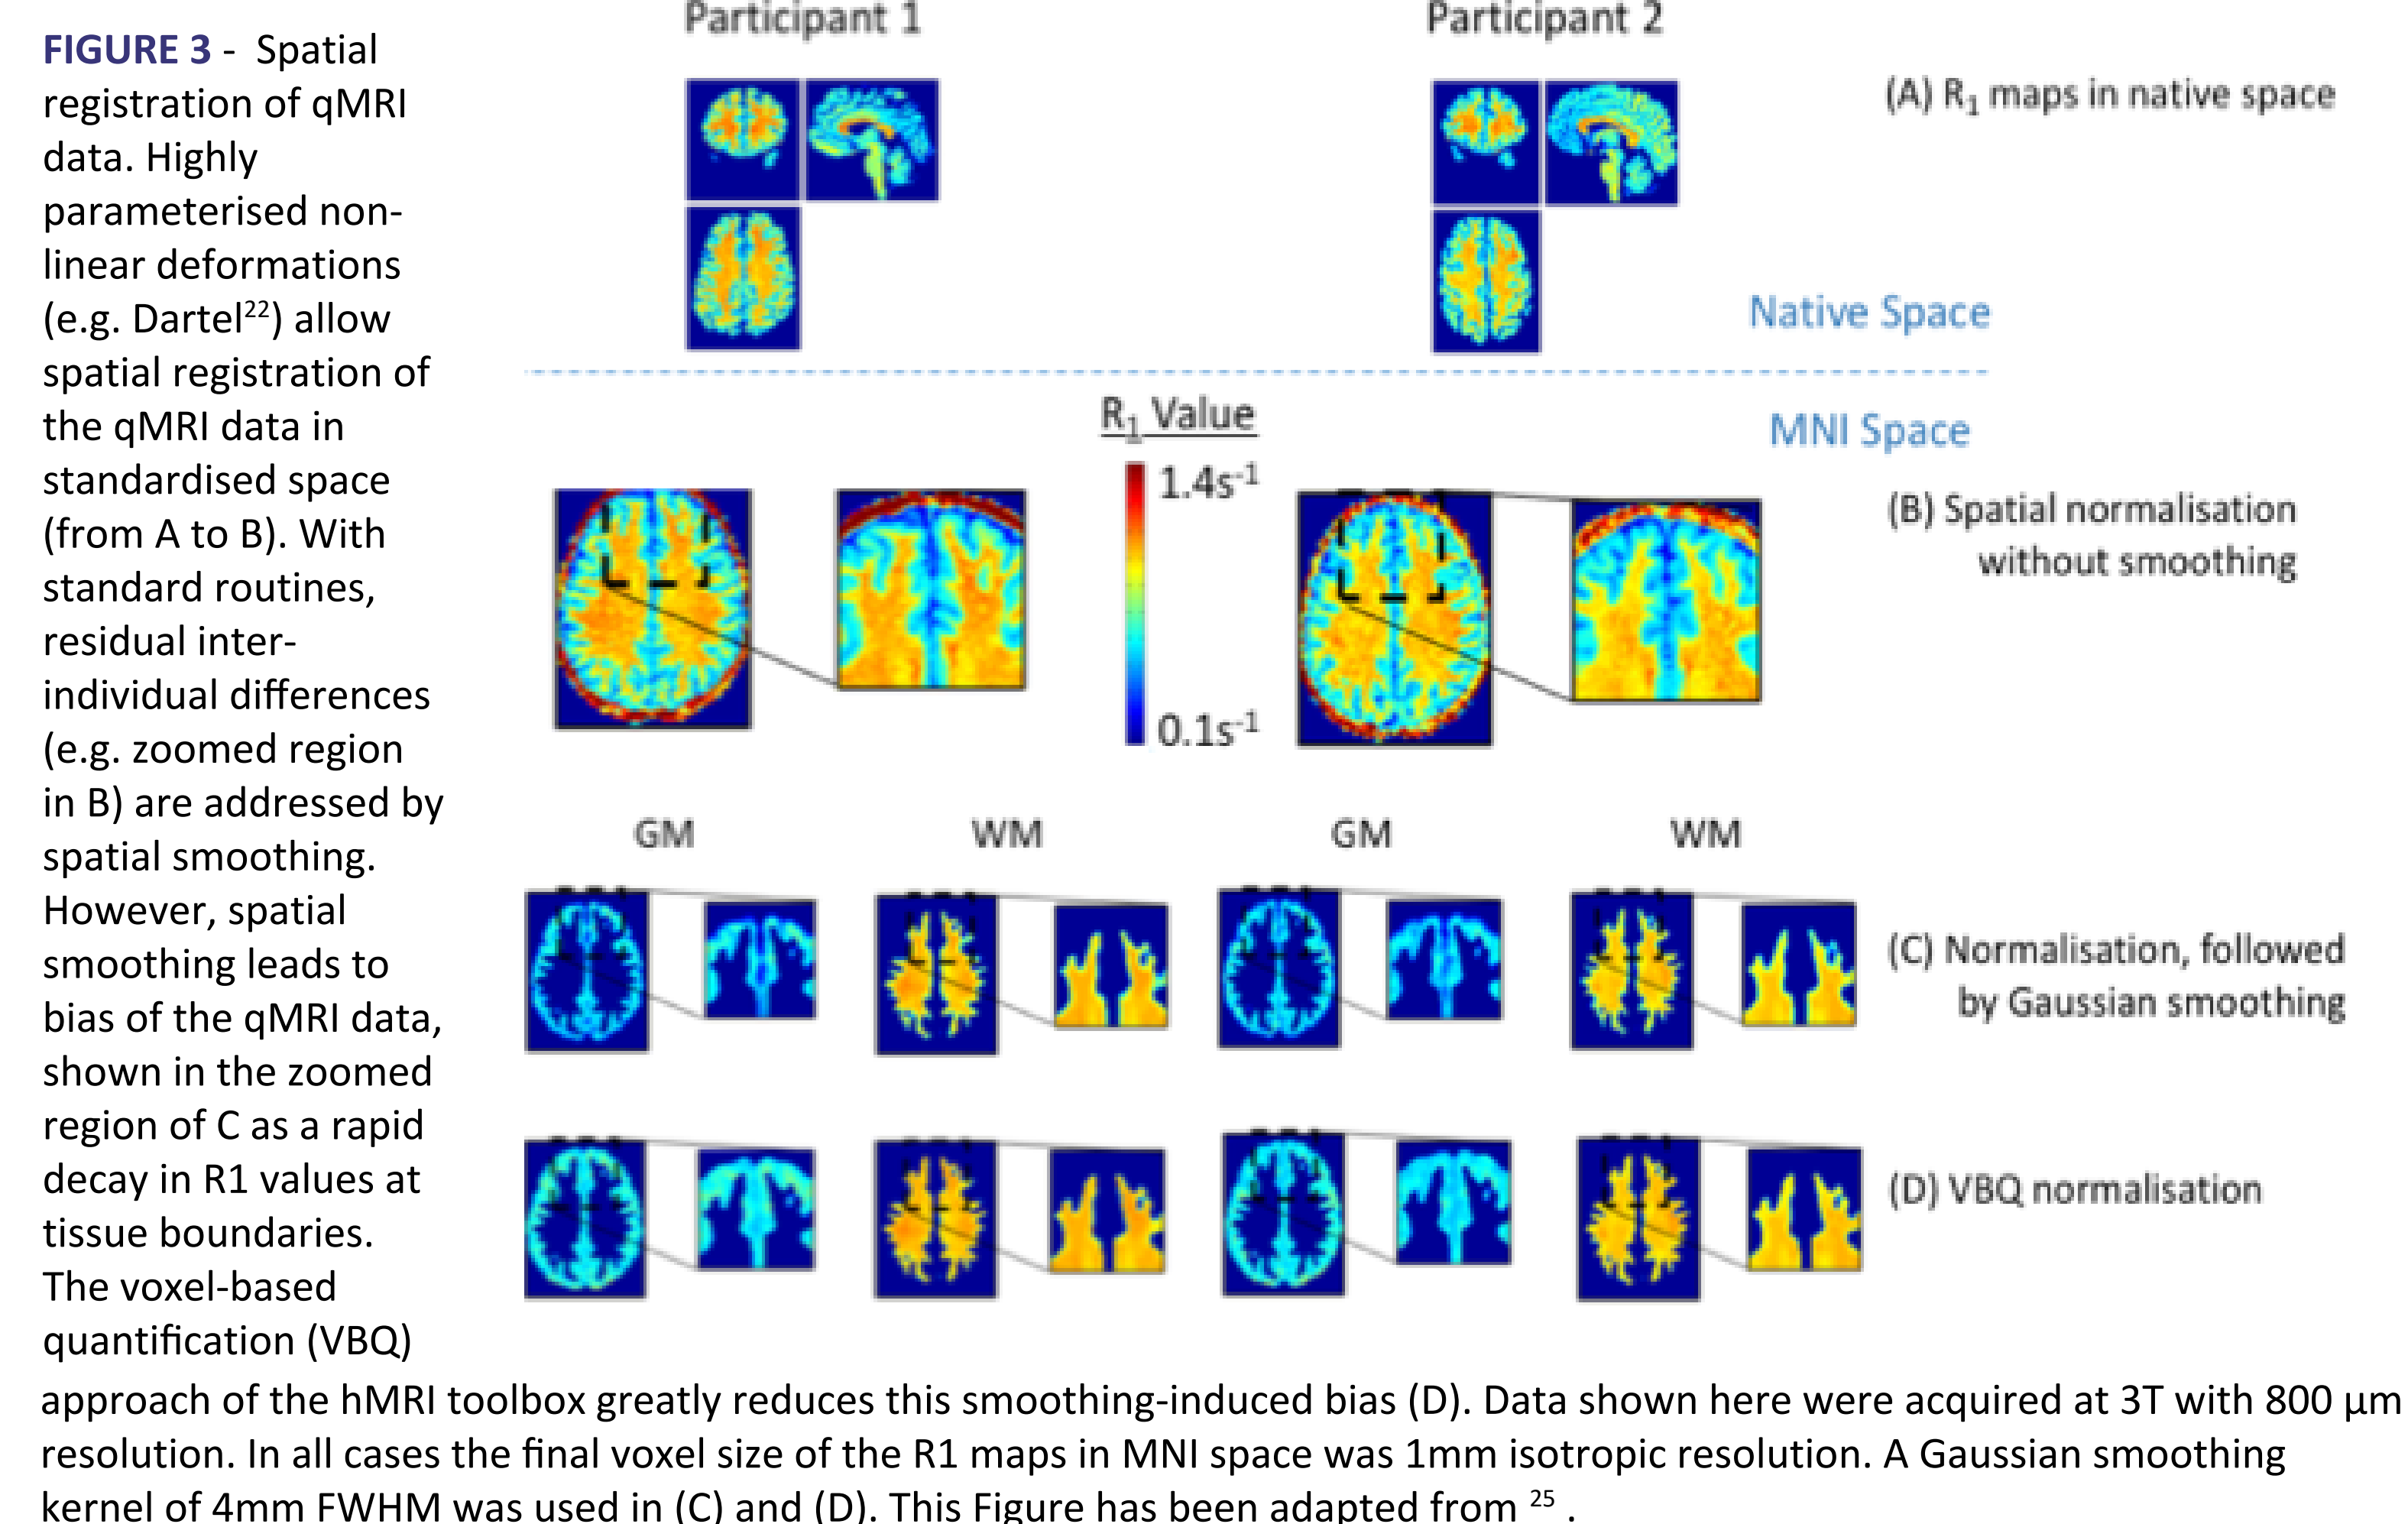 Participant 1
Participant 2
FIGURE 3 -  Spatial
registration of qMRI
data. Highly
parameterised non-
linear deformations
(e.g. Dartel²²) allow
spatial registration of
the qMRI data in
standardised space
(from A to B). With
standard routines,
residual inter-
individual differences
(e.g. zoomed region
in B) are addressed by
spatial smoothing.
However, spatial
smoothing leads to
bias of the qMRI data,
shown in the zoomed
region of C as a rapid
decay in R1 values at
tissue boundaries.
The voxel-based
quantification (VBQ)
approach of the hMRI toolbox greatly reduces this smoothing-induced bias (D). Data shown here were acquired at 3T with 800 µm
resolution. In all cases the final voxel size of the R1 maps in MNI space was 1mm isotropic resolution. A Gaussian smoothing
kernel of 4mm FWHM was used in (C) and (D). This Figure has been adapted from ²⁵ .
(A) R₁ maps in native space
Native Space
MNI Space
R₁ Value
1.4s⁻¹
0.1s⁻¹
(B) Spatial normalisation
without smoothing
GM
WM
GM
WM
(C) Normalisation, followed
by Gaussian smoothing
(D) VBQ normalisation